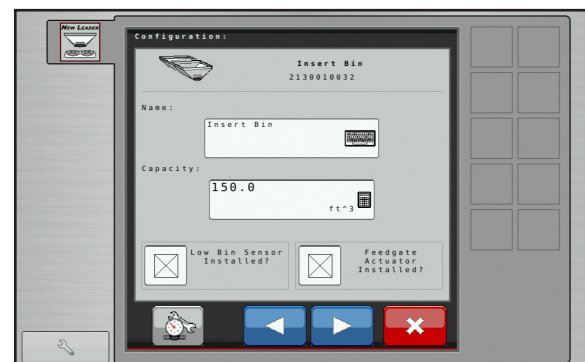 New Leader
Configuration:
Insert Bin
2130010032
Name:
Insert Bin
Capacity:
150.0
ft^3
Low Bin Sensor
Installed?
Feedgate
Actuator
Installed?